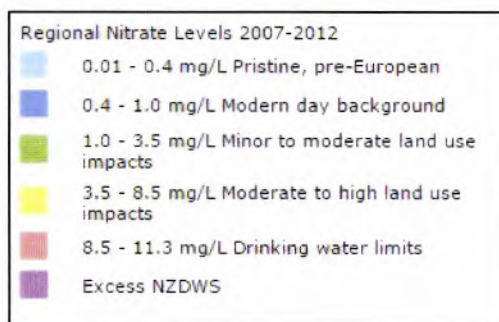 Regional Nitrate Levels 2007-2012
0.01 - 0.4 mg/L Pristine, pre-European
0.4 - 1.0 mg/L Modern day background
1.0 - 3.5 mg/L Minor to moderate land use
impacts
3.5 - 8.5 mg/L Moderate to high land use
impacts
8.5 - 11.3 mg/L Drinking water limits
Excess NZDWS